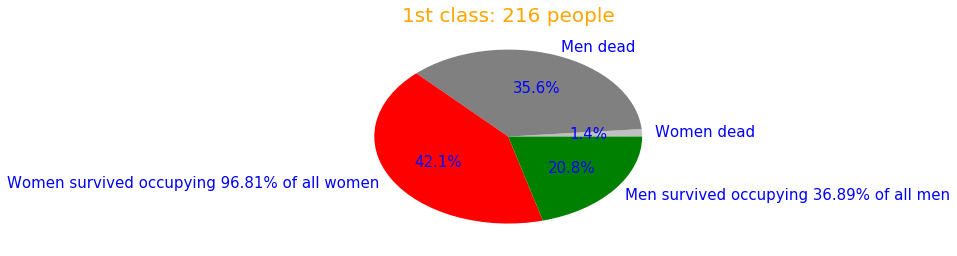 1st class: 216 people
Men dead
35.6%
1.4%
Women dead
42.1%
20.8%
Women survived occupying 96.81% of all women
Men survived occupying 36.89% of all men